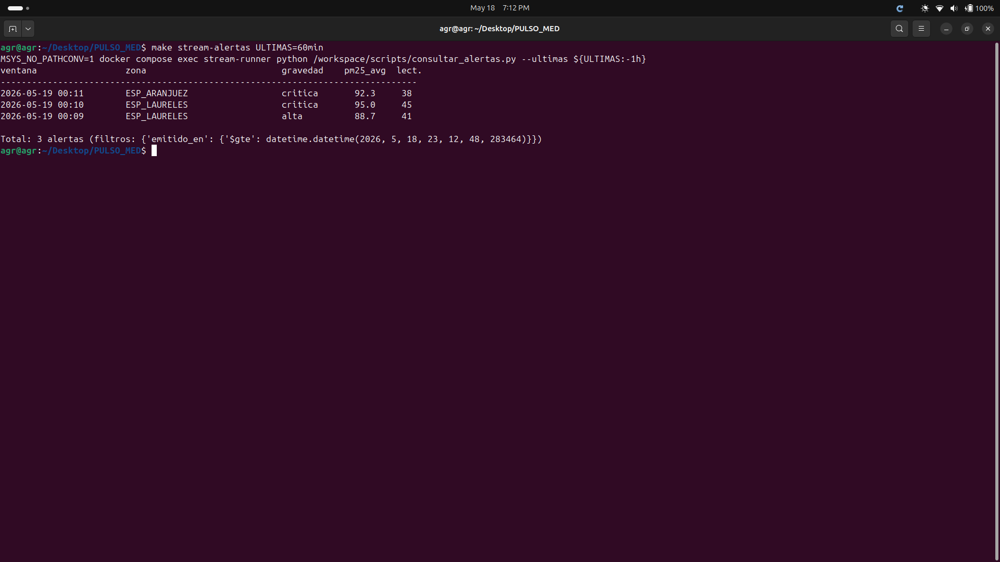 May 18 7:12 PM
100%
agr@agr: ~/Desktop/PULSO_MED
agr@agr:~/Desktop/PULSO_MED$ make stream-alertas ULTIMAS=60min
MSYS_NO_PATHCONV=1 docker compose exec stream-runner python /workspace/scripts/consultar_alertas.py --ultimas ${ULTIMAS:-1h}
ventana zona gravedad pm25_avg lect.
--------------------------------------------------------------------------------
2026-05-19 00:11 ESP_ARANJUEZ critica 92.3 38
2026-05-19 00:10 ESP_LAURELES critica 95.0 45
2026-05-19 00:09 ESP_LAURELES alta 88.7 41
Total: 3 alertas (filtros: {'emitido_en': {'$gte': datetime.datetime(2026, 5, 18, 23, 12, 48, 283464)}})
agr@agr:~/Desktop/PULSO_MED$